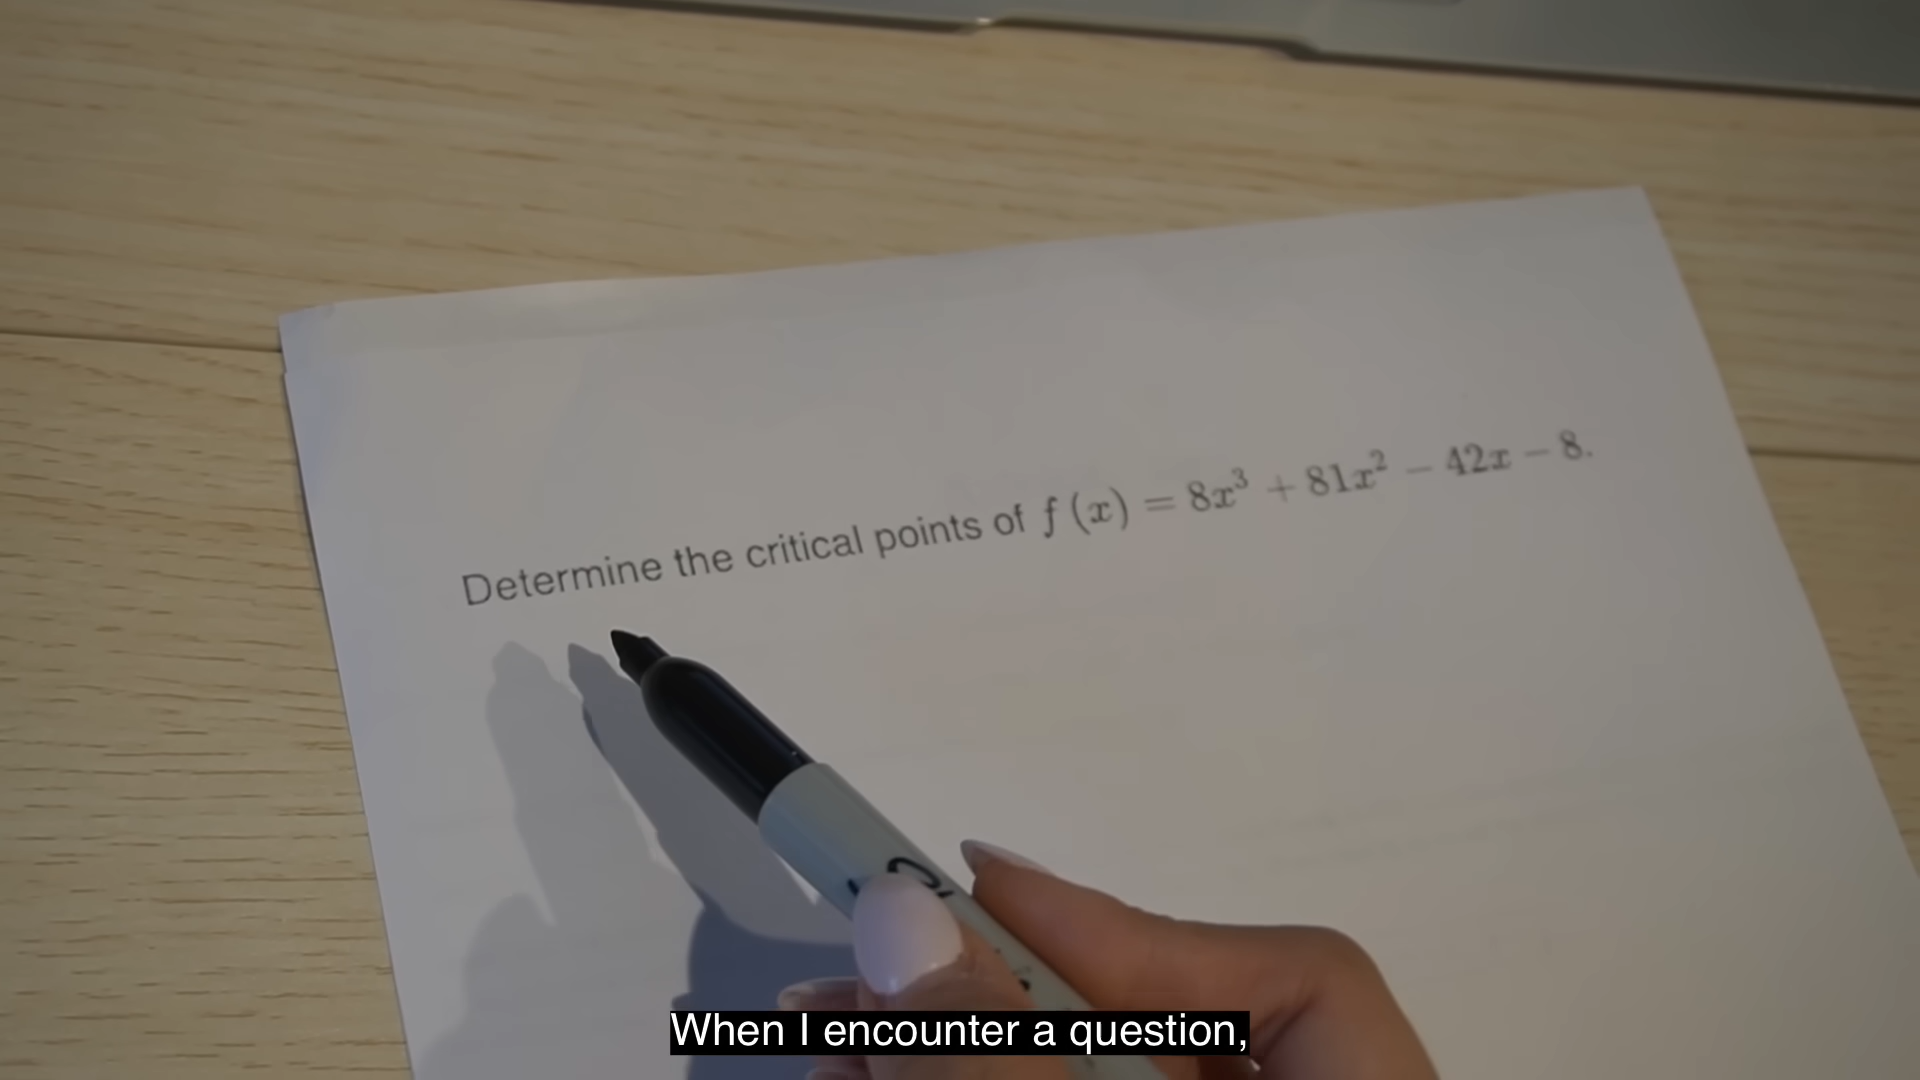 Determine the critical points of f (x) = 8x³ + 81x² − 42x − 8.
When I encounter a question,